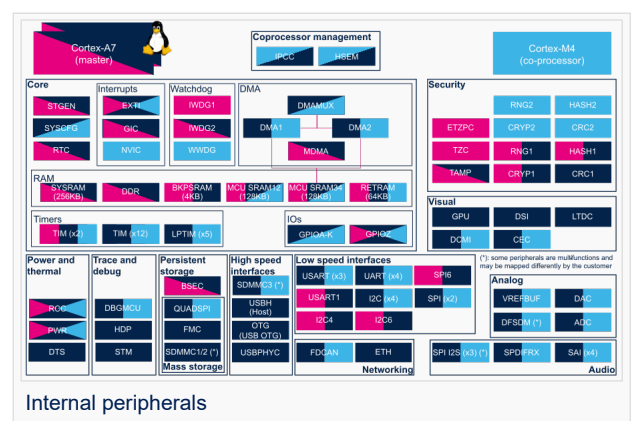 Cortex-A7
(master)
Coprocessor management
IPCC
HSEM
Cortex-M4
(co-processor)
Core
STGEN
SYSCFG
RTC
Interrupts
EXTI
GIC
NVIC
Watchdog
IWDG1
IWDG2
WWDG
DMA
DMAMUX
DMA1
DMA2
MDMA
Security
RNG2
HASH2
ETZPC
CRYP2
CRC2
TZC
RNG1
HASH1
TAMP
CRYP1
CRC1
RAM
SYSRAM
(256KB)
DDR
BKPSRAM
(4KB)
MCU SRAM12
(128KB)
MCU SRAM34
(128KB)
RETRAM
(64KB)
Timers
TIM (x2)
TIM (x12)
LPTIM (x5)
IOs
GPIOA-K
GPIOZ
Visual
GPU
DSI
LTDC
DCMI
CEC
(*): some peripherals are multifunctions and
may be mapped differently by the customer
Power and
thermal
RCC
PWR
DTS
Trace and
debug
DBGMCU
HDP
STM
Persistent
storage
BSEC
QUADSPI
FMC
SDMMC1/2 (*)
Mass storage
High speed
interfaces
SDMMC3 (*)
USBH
(Host)
OTG
(USB OTG)
USBPHYC
Low speed interfaces
USART (x3)
UART (x4)
SPI6
USART1
I2C (x4)
SPI (x2)
I2C4
I2C6
FDCAN
ETH
Networking
Analog
VREFBUF
DAC
DFSDM (*)
ADC
SPI I2S (x3) (*)
SPDIFRX
SAI (x4)
Audio
Internal peripherals